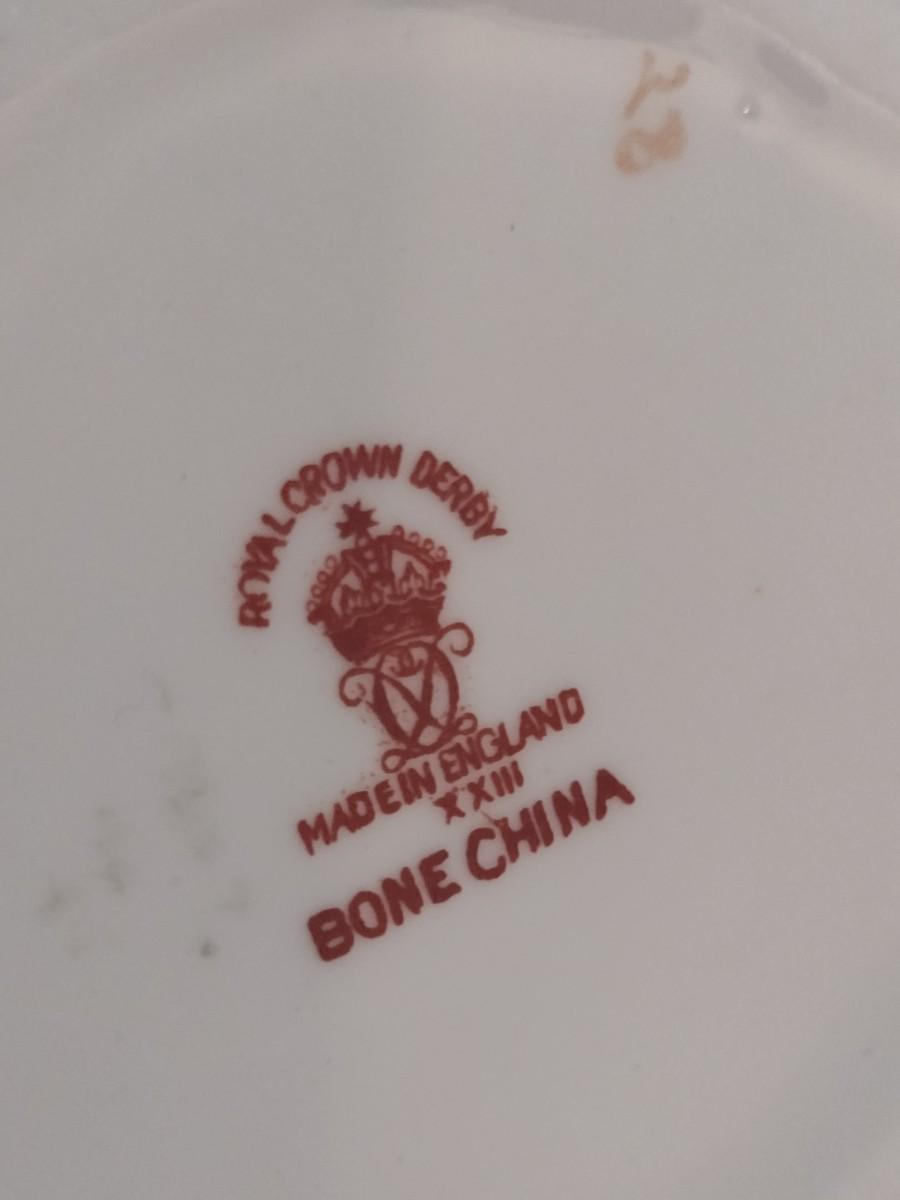 ROYAL CROWN DERBY
MADE IN ENGLAND
XXIII
BONE CHINA